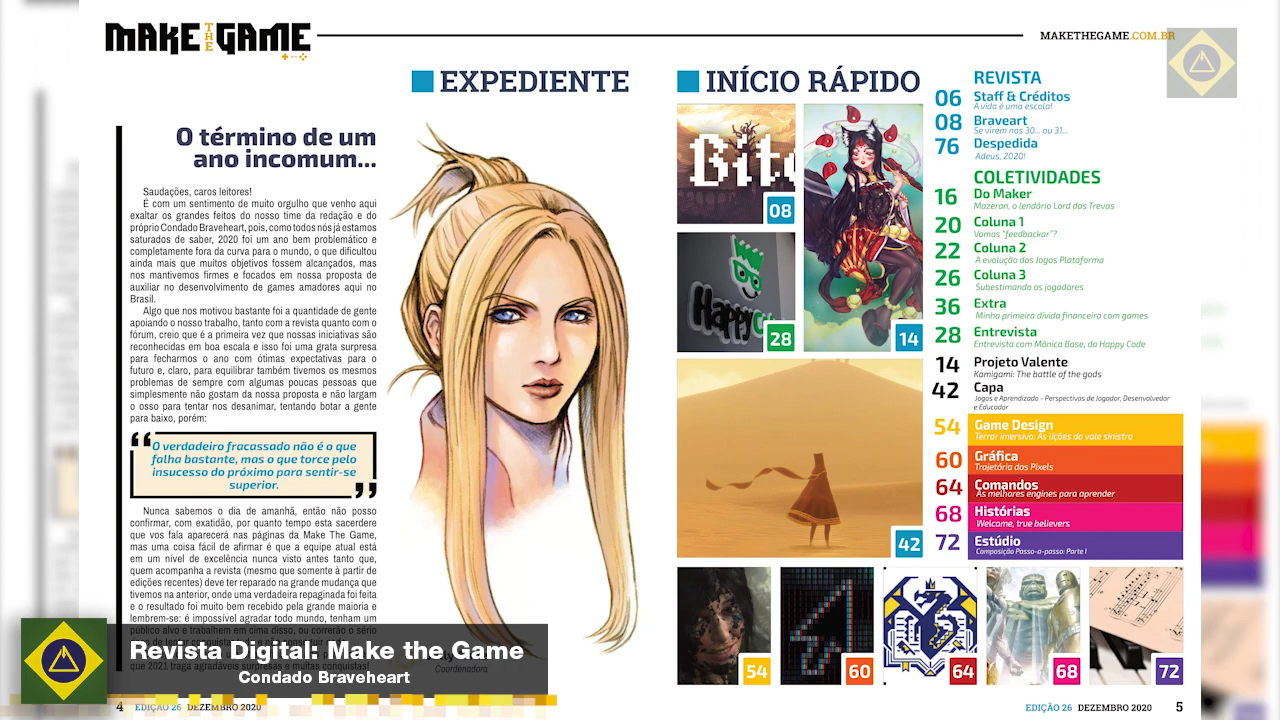 MAKE THE GAME
MAKETHEGAME.COM.BR
EXPEDIENTE
O término de um
ano incomum...
Saudações, caros leitores!
É com um sentimento de muito orgulho que venho aqui
exaltar os grandes feitos do nosso time da redação e do
próprio Condado Braveheart, pois, como todos nós já estamos
saturados de saber, 2020 foi um ano bem problemático e
completamente fora da curva para o mundo, o que dificultou
ainda mais que muitos objetivos fossem alcançados, mas
nos mantivemos firmes e focados em nossa proposta de
auxiliar no desenvolvimento de games amadores aqui no
Brasil.
Algo que nos motivou bastante foi a quantidade de gente
apoiando o nosso trabalho, tanto com a revista quanto com o
fórum, creio que é a primeira vez que nossas iniciativas são
reconhecidas em boa escala e isso foi uma grata surpresa
para fecharmos o ano com ótimas expectativas para o
futuro e, claro, para equilibrar também tivemos os mesmos
problemas de sempre com algumas poucas pessoas que
simplesmente não gostam da nossa proposta e não largam
o osso para tentar nos desanimar, tentando botar a gente
para baixo, porém:
"O verdadeiro fracassado não é o que
falha bastante, mas o que torce pelo
insucesso do próximo para sentir-se
superior."
Nunca sabemos o dia de amanhã, então não posso
confirmar, com exatidão, por quanto tempo esta sacerdere
que vos fala aparecerá nas páginas da Make The Game,
mas uma coisa fácil de afirmar é que a equipe atual está
em um nível de excelência nunca visto antes tanto que,
quem acompanha a revista (mesmo que somente à partir de
edições recentes) deve ter reparado na grande mudança que
tivemos na anterior, onde uma verdadeira repaginada foi feita
e o resultado foi muito bem recebido pela grande maioria e
lembrem-se: é impossível agradar todo mundo, tenham um
público alvo e trabalhem em cima disso, ou correrão o sério
que 2021 traga agradáveis surpresas e muitas conquistas!
Coordenadora
Revista Digital: Make the Game
Condado Braveheart
4 EDIÇÃO 26 DEZEMBRO 2020
INÍCIO RÁPIDO
08
14
Happy
28
42
54
60
64
68
72
REVISTA
06 Staff & Créditos
A vida é uma escola!
08 Braveart
Se virem nos 30... ou 31...
76 Despedida
Adeus, 2020!
COLETIVIDADES
16 Do Maker
Mazeran, o lendário Lord das Trevas
20 Coluna 1
Vamos "feedbackar"?
22 Coluna 2
A evolução dos Jogos Plataforma
26 Coluna 3
Subestimando os jogadores
36 Extra
Minha primeira dívida financeira com games
28 Entrevista
Entrevista com Mônica Base, da Happy Code
14 Projeto Valente
Kamigami: The battle of the gods
42 Capa
Jogos e Aprendizado - Perspectivas de Jogador, Desenvolvedor
e Educador
54 Game Design
Terror imersivo: As lições do vale sinistro
60 Gráfica
Trajetória dos Pixels
64 Comandos
As melhores engines para aprender
68 Histórias
Welcome, true believers
72 Estúdio
Composição Passo-a-passo: Parte I
EDIÇÃO 26 DEZEMBRO 2020 5